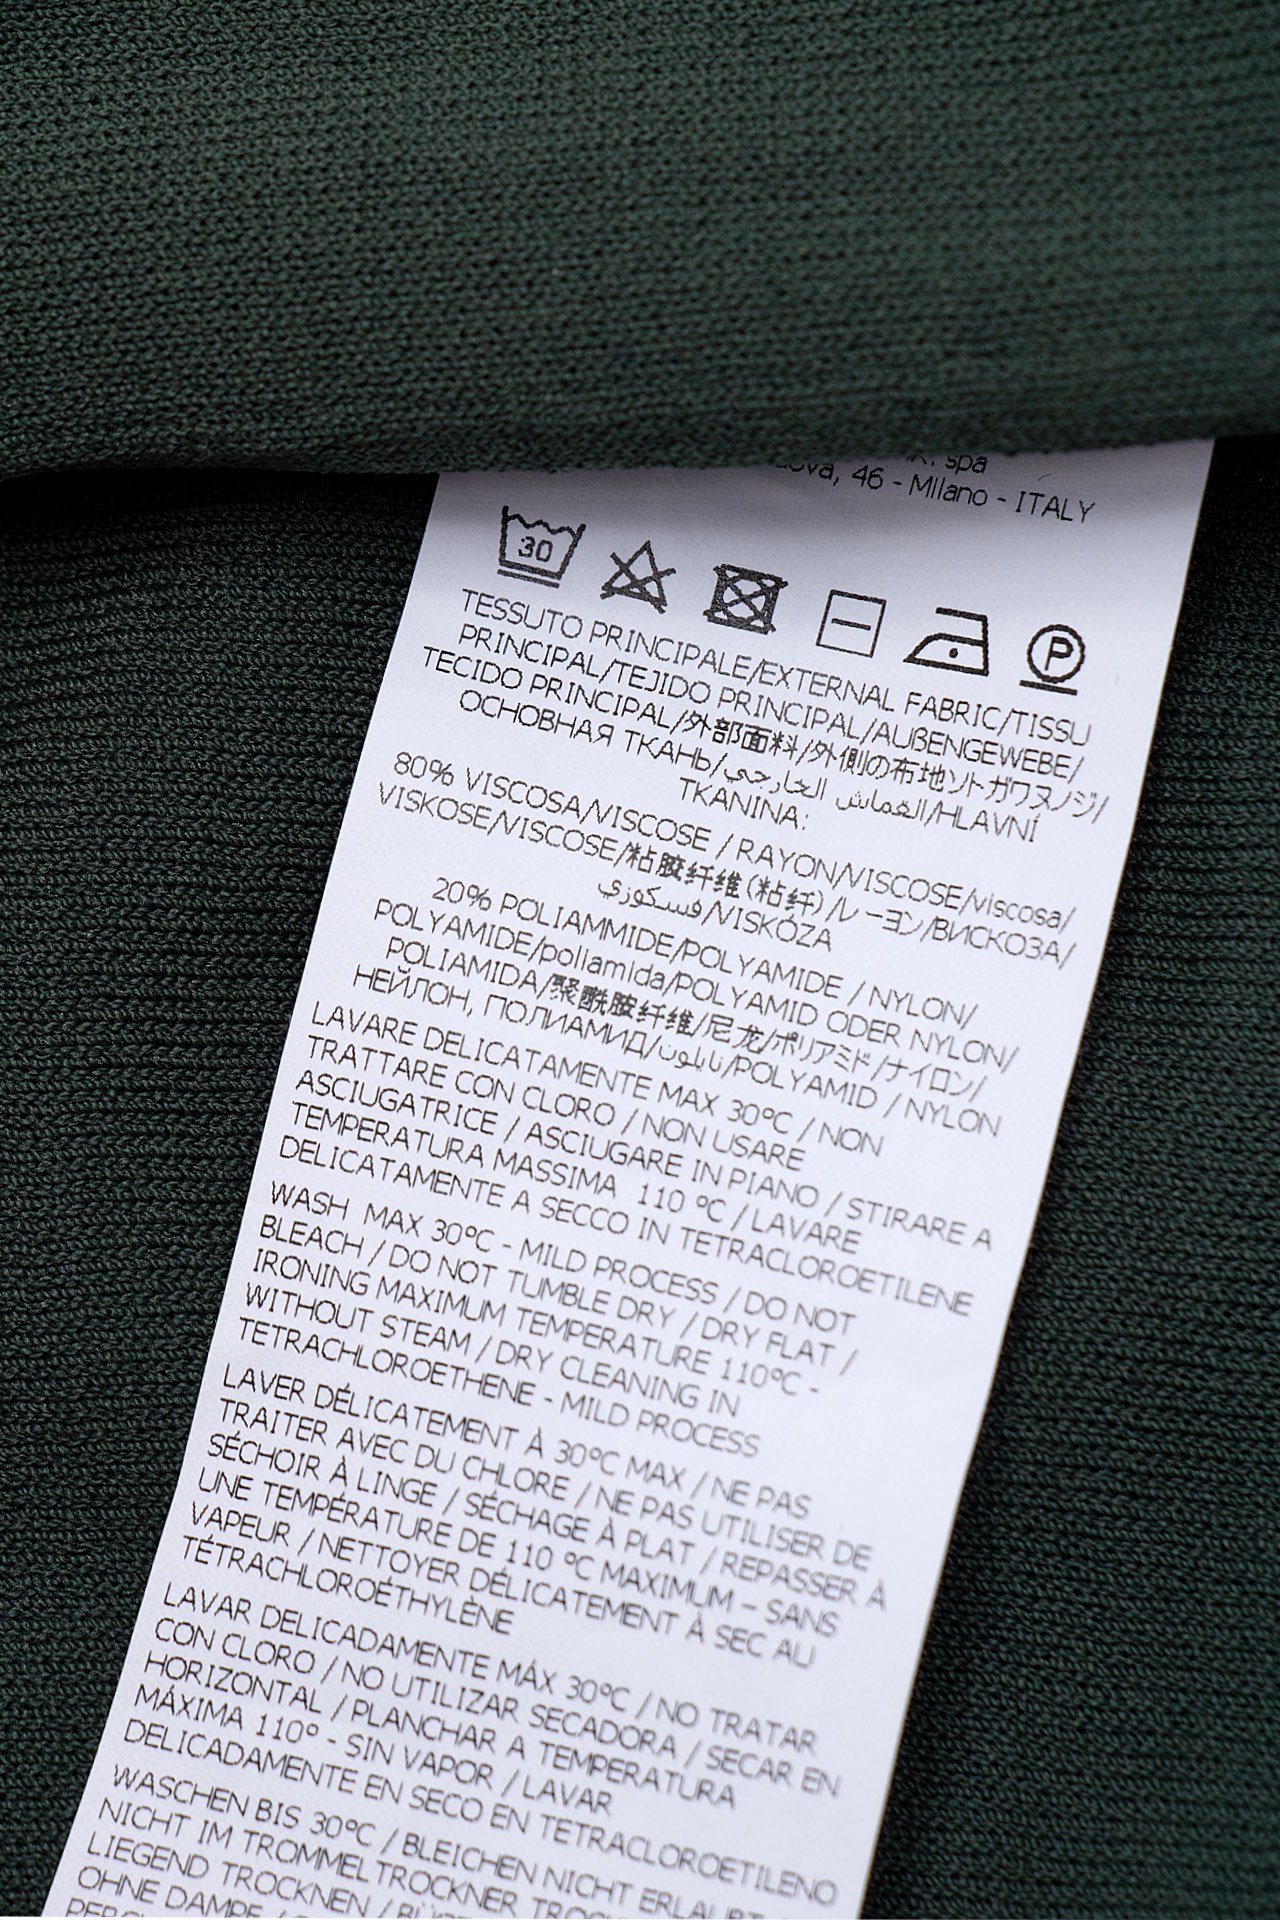 spa
46 - Milano - ITALY
30
P
TESSUTO PRINCIPALE/EXTERNAL FABRIC/TISSU
PRINCIPAL/TEJIDO PRINCIPAL/AUßENGEWEBE/
TECIDO PRINCIPAL/外部面料/外側の布地ソトガワヌノジ/
ОСНОВНАЯ ТКАНЬ/القماش الخارجي/HLAVNÍ
TKANINA:
80% VISCOSA/VISCOSE / RAYON/VISCOSE/viscosa/
VISKOSE/VISCOSE/粘胶纤维(粘纤)/レーヨン/ВИСКОЗА/
فسكوزي/VISKÓZA
20% POLIAMMIDE/POLYAMIDE / NYLON/
POLYAMIDE/poliamida/POLYAMID ODER NYLON/
POLIAMIDA/聚酰胺纤维/尼龙/ポリアミド/ナイロン/
НЕЙЛОН, ПОЛИАМИД/نايلون/POLYAMID / NYLON
LAVARE DELICATAMENTE MAX 30°C / NON
TRATTARE CON CLORO / NON USARE
ASCIUGATRICE / ASCIUGARE IN PIANO / STIRARE A
TEMPERATURA MASSIMA 110 °C / LAVARE
DELICATAMENTE A SECCO IN TETRACLOROETILENE
WASH MAX 30°C - MILD PROCESS / DO NOT
BLEACH / DO NOT TUMBLE DRY / DRY FLAT /
IRONING MAXIMUM TEMPERATURE 110°C -
WITHOUT STEAM / DRY CLEANING IN
TETRACHLOROETHENE - MILD PROCESS
LAVER DÉLICATEMENT À 30°C MAX / NE PAS
TRAITER AVEC DU CHLORE / NE PAS UTILISER DE
SÉCHOIR À LINGE / SÉCHAGE À PLAT / REPASSER À
UNE TEMPÉRATURE DE 110 °C MAXIMUM – SANS
VAPEUR / NETTOYER DÉLICATEMENT À SEC AU
TÉTRACHLOROÉTHYLÈNE
LAVAR DELICADAMENTE MÁX 30°C / NO TRATAR
CON CLORO / NO UTILIZAR SECADORA / SECAR EN
HORIZONTAL / PLANCHAR A TEMPERATURA
MÁXIMA 110° - SIN VAPOR / LAVAR
DELICADAMENTE EN SECO EN TETRACLOROETILENO
WASCHEN BIS 30°C / BLEICHEN NICHT ERLAUBT
NICHT IM TROMMELTROCKNER
LIEGEND TROCKNEN /
OHNE DAMPF /